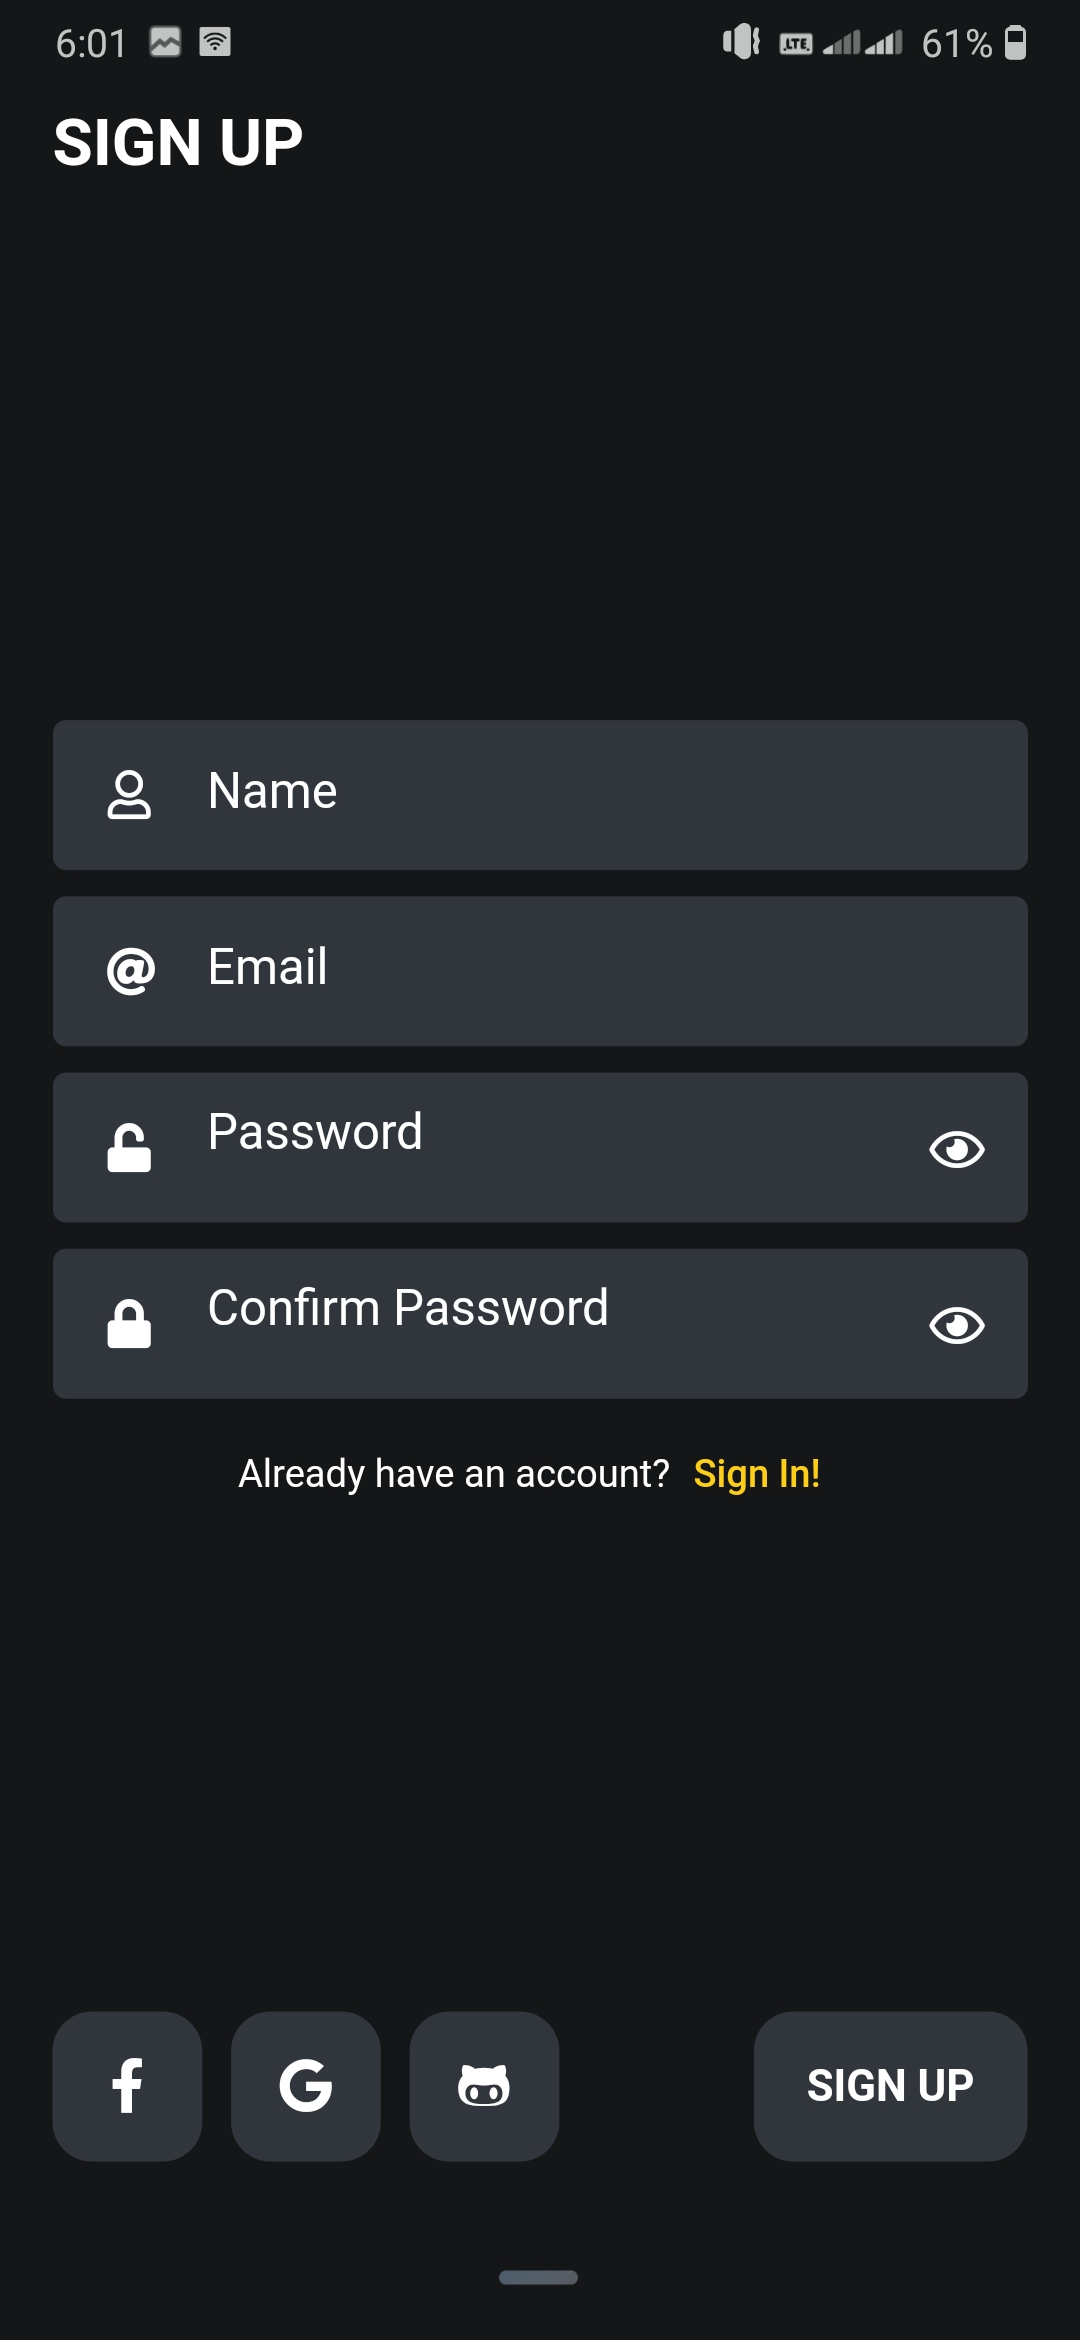 6:01 LTE 61%
SIGN UP
Name
Email
Password
Confirm Password
Already have an account? Sign In!
SIGN UP